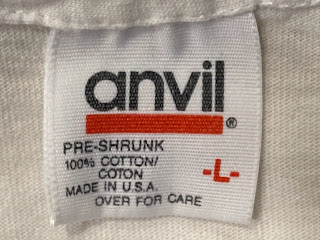 anvil®
PRE-SHRUNK
100% COTTON/
COTON
-L-
MADE IN U.S.A.
OVER FOR CARE